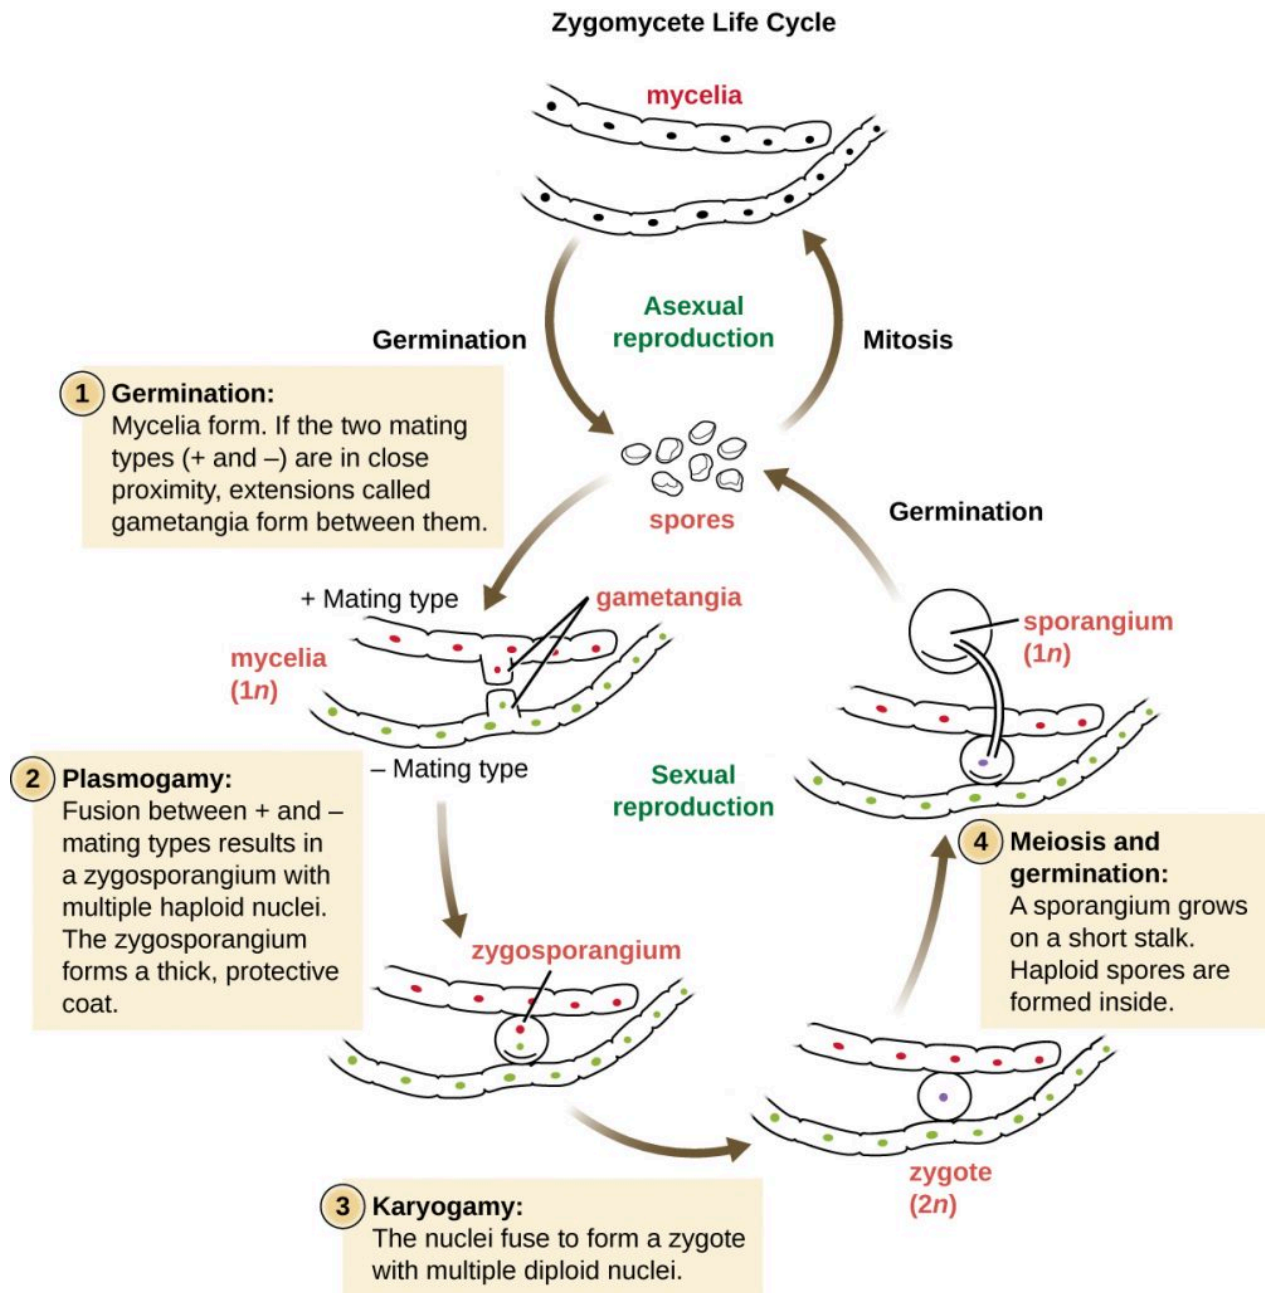 Zygomycete Life Cycle
mycelia
Asexual
reproduction
Germination
Mitosis
1 Germination:
Mycelia form. If the two mating
types (+ and –) are in close
proximity, extensions called
gametangia form between them.
spores
Germination
+ Mating type
gametangia
mycelia
(1n)
sporangium
(1n)
– Mating type
Sexual
reproduction
2 Plasmogamy:
Fusion between + and –
mating types results in
a zygosporangium with
multiple haploid nuclei.
The zygosporangium
forms a thick, protective
coat.
4 Meiosis and
germination:
A sporangium grows
on a short stalk.
Haploid spores are
formed inside.
zygosporangium
zygote
(2n)
3 Karyogamy:
The nuclei fuse to form a zygote
with multiple diploid nuclei.